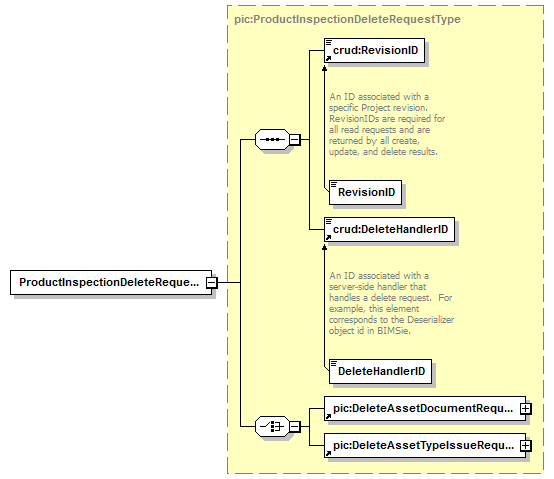 pic:ProductInspectionDeleteRequestType
crud:RevisionID
An ID associated with a
specific Project revision.
RevisionIDs are required for
all read requests and are
returned by all create,
update, and delete results.
RevisionID
crud:DeleteHandlerID
ProductInspectionDeleteReque...
An ID associated with a
server-side handler that
handles a delete request.  For
example, this element
corresponds to the Deserializer
object id in BIMSie.
DeleteHandlerID
pic:DeleteAssetDocumentRequ...
pic:DeleteAssetTypeIssueRequ...